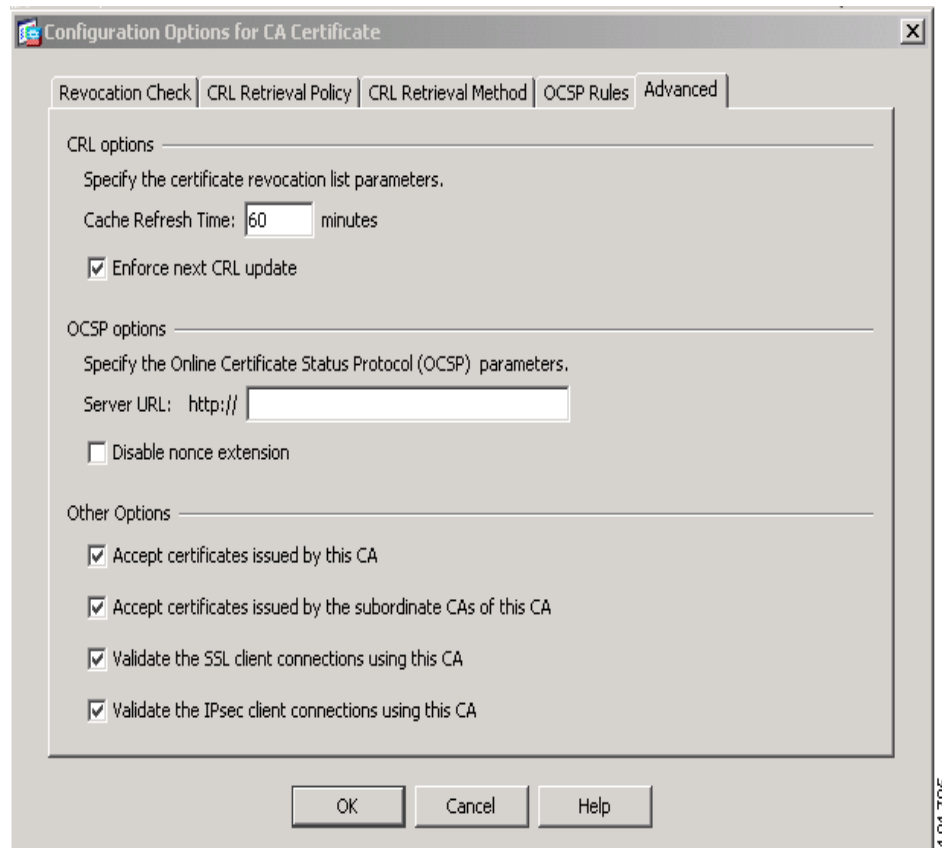 Configuration Options for CA Certificate
Revocation Check CRL Retrieval Policy CRL Retrieval Method OCSP Rules Advanced
CRL options
Specify the certificate revocation list parameters.
Cache Refresh Time: 60 minutes
Enforce next CRL update
OCSP options
Specify the Online Certificate Status Protocol (OCSP) parameters.
Server URL: http://
Disable nonce extension
Other Options
Accept certificates issued by this CA
Accept certificates issued by the subordinate CAs of this CA
Validate the SSL client connections using this CA
Validate the IPsec client connections using this CA
OK Cancel Help